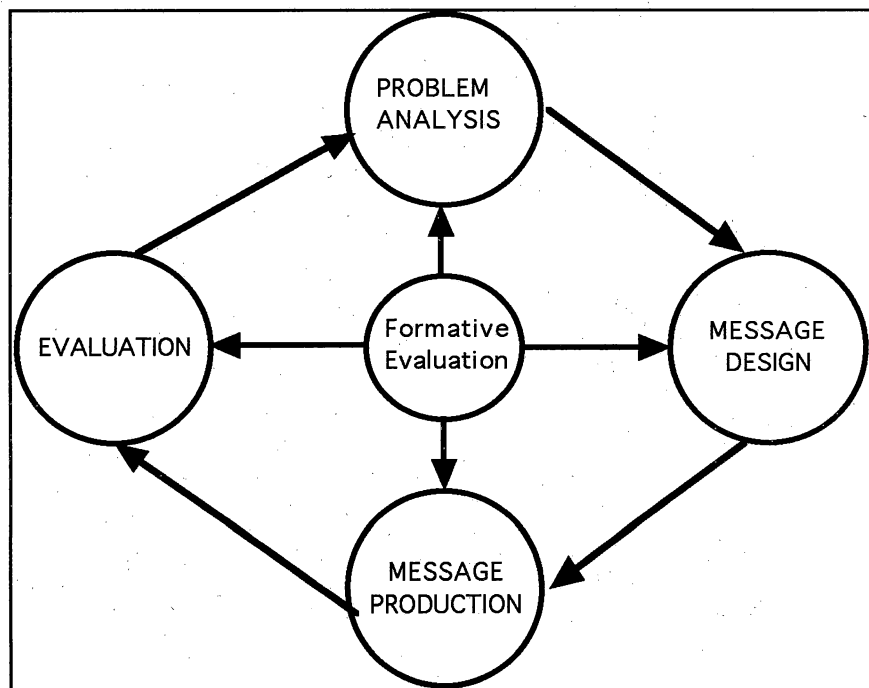 PROBLEM
ANALYSIS
Formative
Evaluation
EVALUATION
MESSAGE
DESIGN
MESSAGE
PRODUCTION